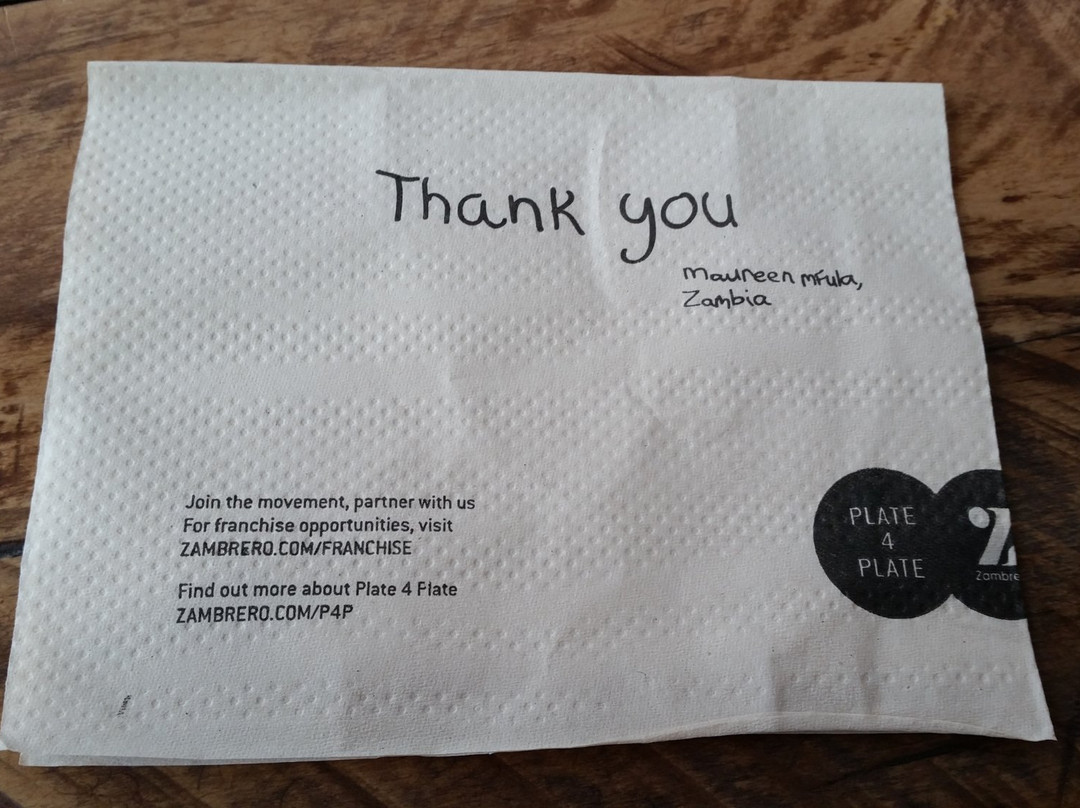 Thank you
Maureen mfula,
Zambia
Join the movement, partner with us
For franchise opportunities, visit
ZAMBRERO.COM/FRANCHISE
Find out more about Plate 4 Plate
ZAMBRERO.COM/P4P
PLATE
4
PLATE
Zambre